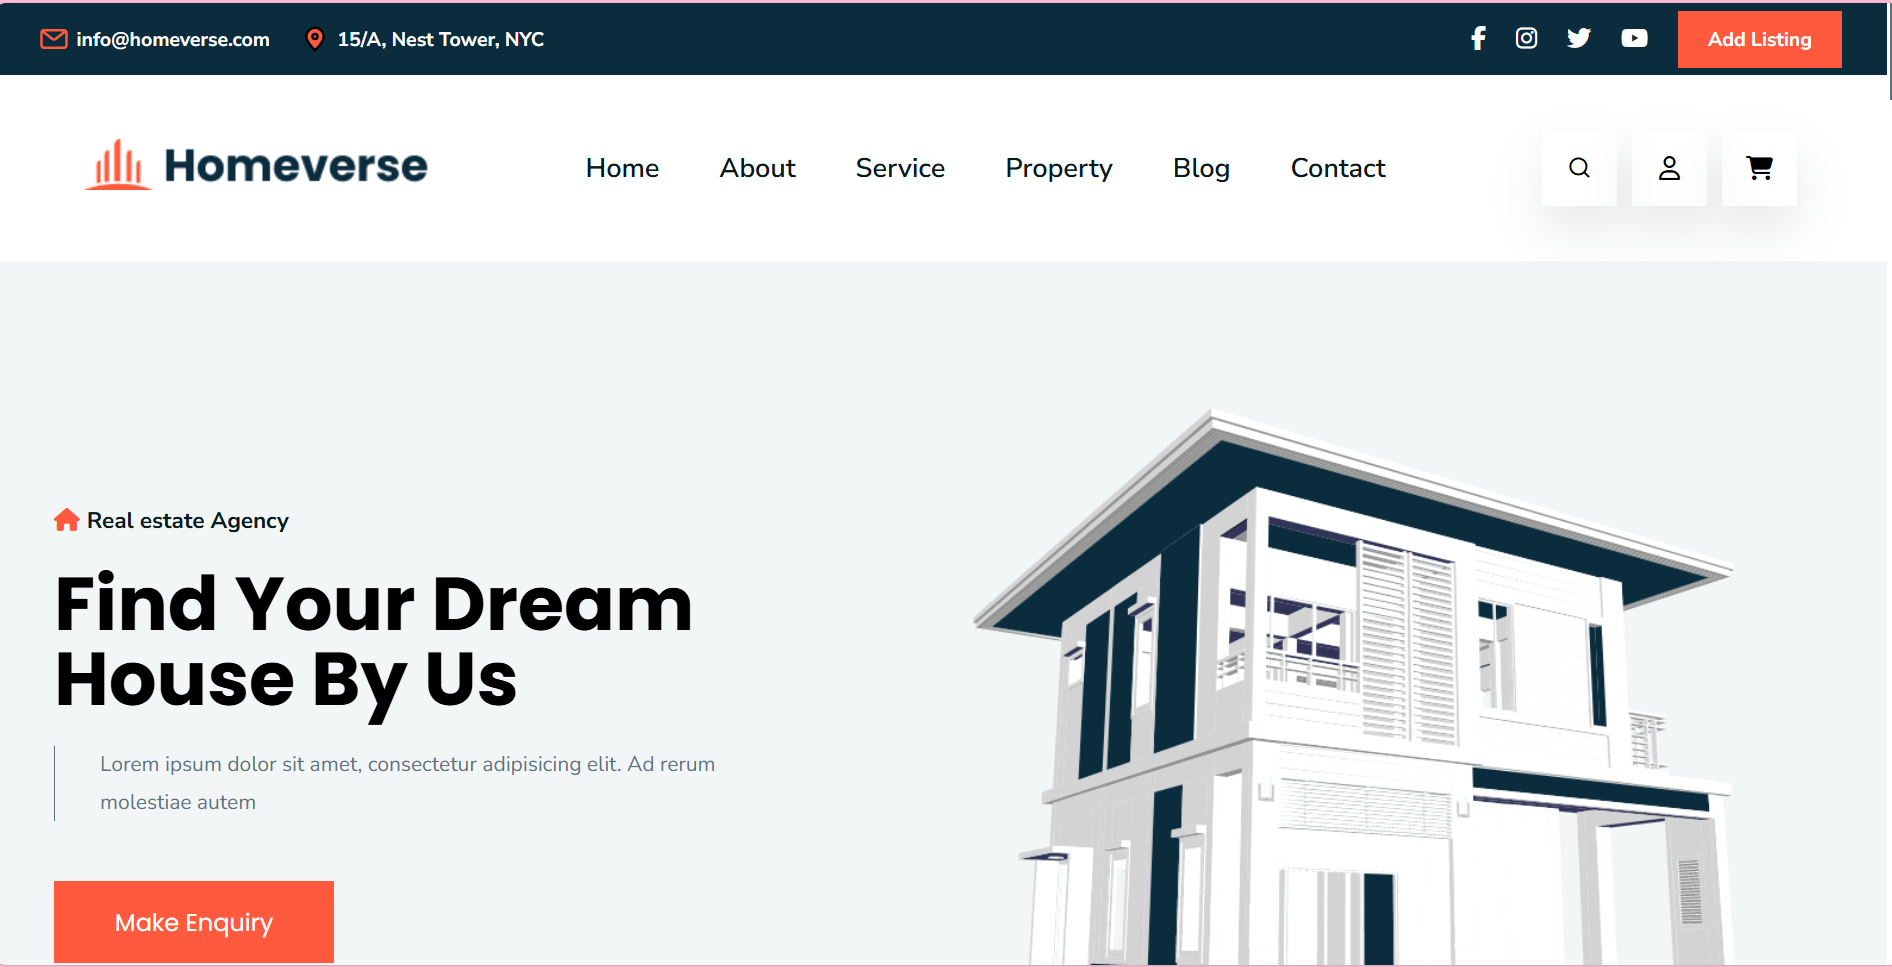 info@homeverse.com 15/A, Nest Tower, NYC Add Listing
Homeverse Home About Service Property Blog Contact
Real estate Agency
Find Your Dream
House By Us
Lorem ipsum dolor sit amet, consectetur adipisicing elit. Ad rerum
molestiae autem
Make Enquiry